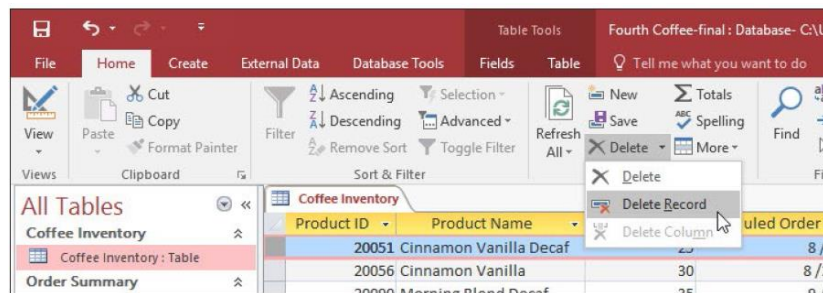 Table Tools Fourth Coffee-final : Database- C:\U
File Home Create External Data Database Tools Fields Table Tell me what you want to do
View Paste Cut Copy Format Painter
Filter Ascending Descending Remove Sort Selection Advanced Toggle Filter
Refresh All New Save Delete Totals Spelling More Find
Views Clipboard Sort & Filter
Delete
Delete Record
Delete Column
All Tables
Coffee Inventory
Coffee Inventory : Table
Order Summary
Coffee Inventory
Product ID Product Name uled Order
20051 Cinnamon Vanilla Decaf 8/
20056 Cinnamon Vanilla 30 8/
Morning Blend Decaf